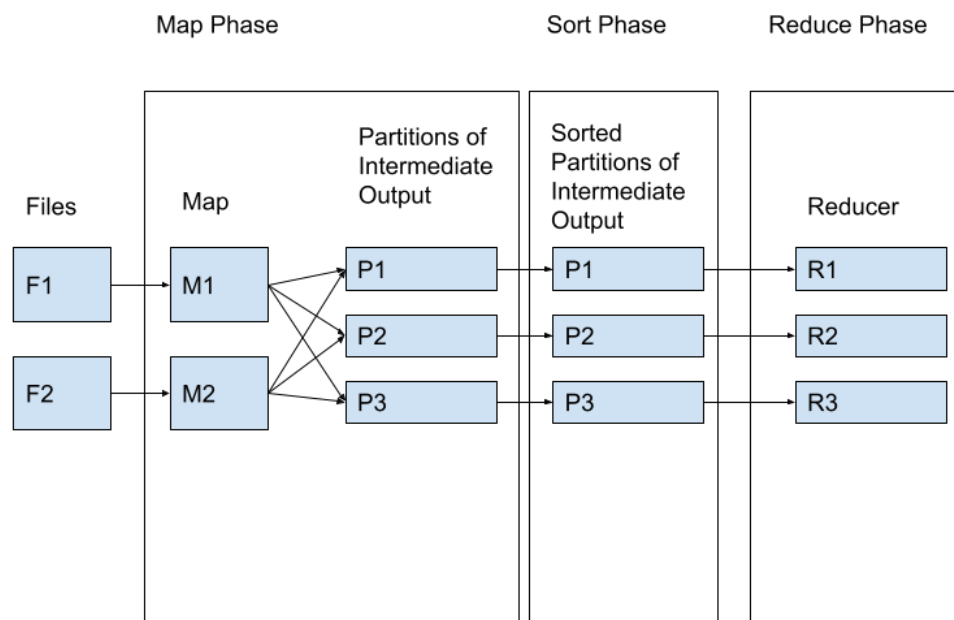 Map Phase
Sort Phase
Reduce Phase
Files
Map
Partitions of
Intermediate
Output
Sorted
Partitions of
Intermediate
Output
Reducer
F1
M1
P1
P1
R1
P2
P2
R2
F2
M2
P3
P3
R3